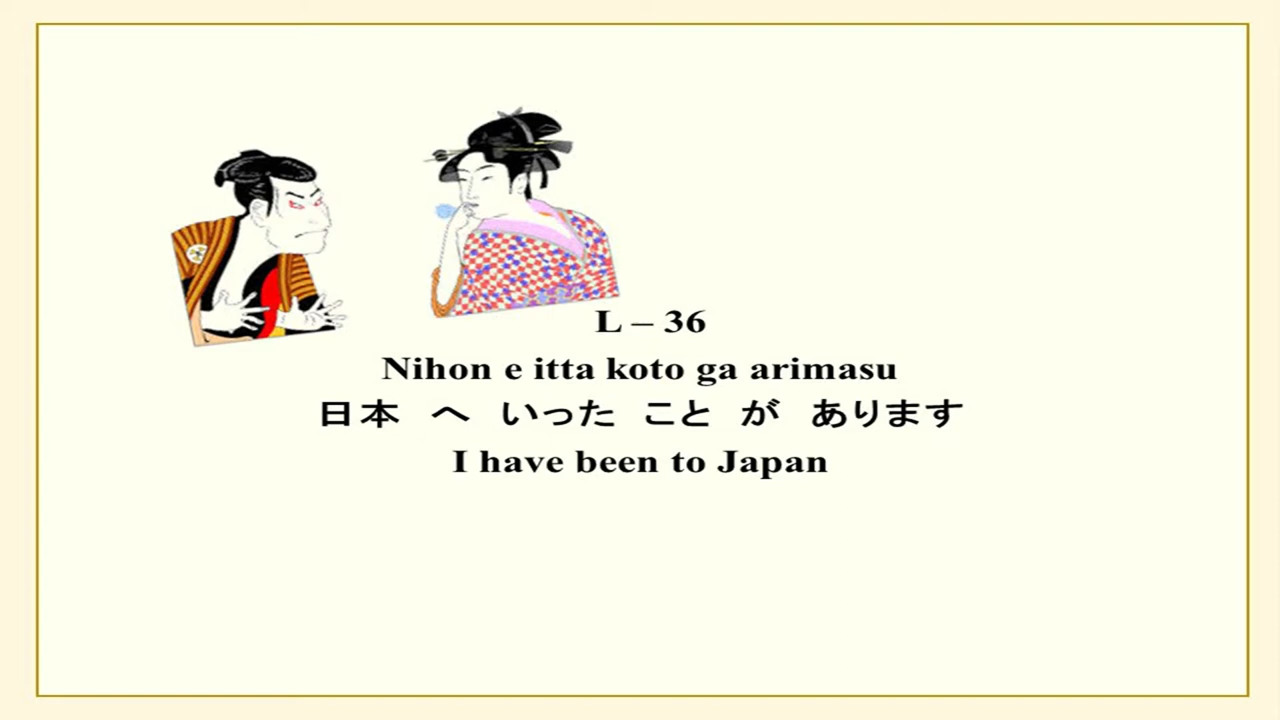 L – 36
Nihon e itta koto ga arimasu
日本 へ いった こと が あります
I have been to Japan